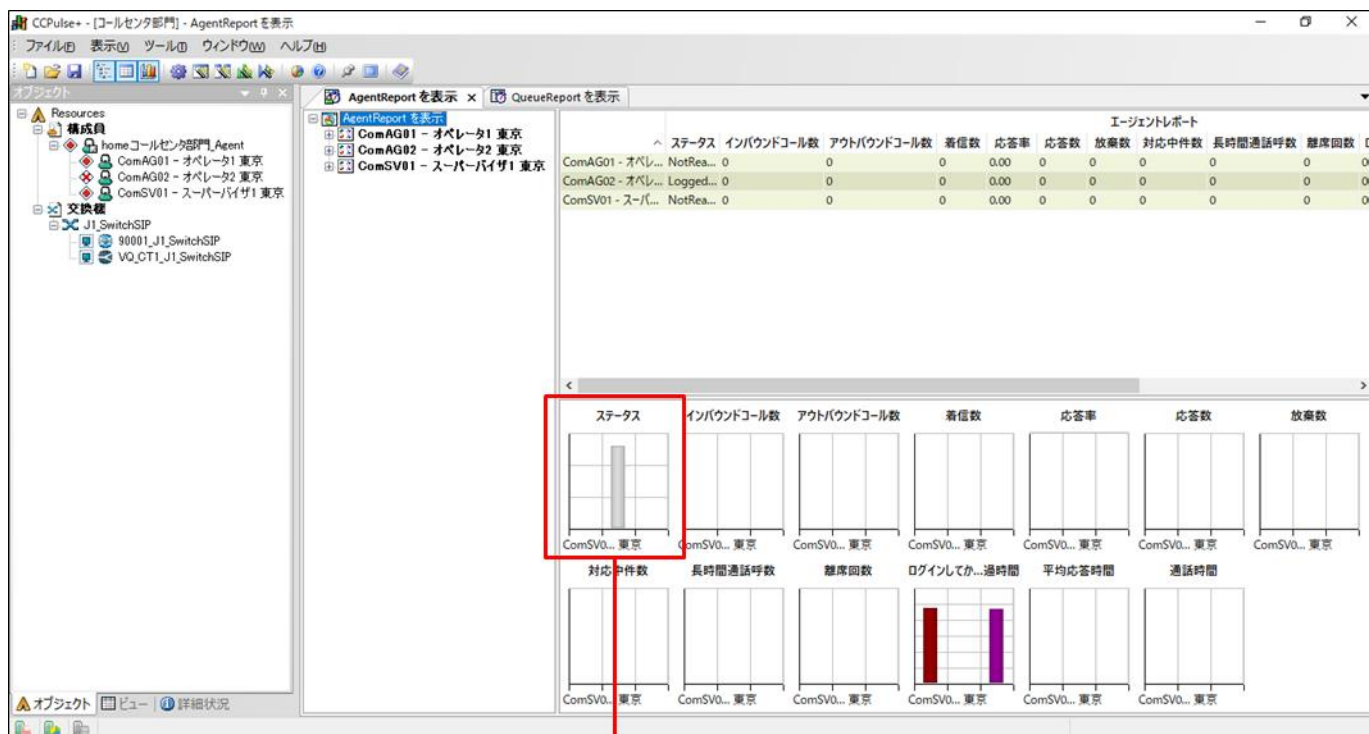 CCPulse+ - [コールセンタ部門] - AgentReport を表示
ファイル(F) 表示(V) ツール(T) ウィンドウ(W) ヘルプ(H)
オブジェクト
Resources
構成員
home コールセンタ部門_Agent
ComAG01 - オペレータ1 東京
ComAG02 - オペレータ2 東京
ComSV01 - スーパーバイザ1 東京
交換機
J1_SwitchSIP
90001_J1_SwitchSIP
VQ_CT1_J1_SwitchSIP
AgentReport を表示 QueueReport を表示
AgentReport を表示
ComAG01 - オペレータ1 東京
ComAG02 - オペレータ2 東京
ComSV01 - スーパーバイザ1 東京
エージェントレポート
ステータス インバウンドコール数 アウトバウンドコール数 着信数 応答率 応答数 放棄数 対応中件数 長時間通話呼数 離席回数
ComAG01 - オペレ... NotRea... 0 0 0 0.00 0 0 0 0 0
ComAG02 - オペレ... Logged... 0 0 0 0.00 0 0 0 0 0
ComSV01 - スーパ... NotRea... 0 0 0 0.00 0 0 0 0 0
ステータス インバウンドコール数 アウトバウンドコール数 着信数 応答率 応答数 放棄数
ComSV0... 東京 ComSV0... 東京 ComSV0... 東京 ComSV0... 東京 ComSV0... 東京 ComSV0... 東京 ComSV0... 東京
対応中件数 長時間通話呼数 離席回数 ログインしてか...過時間 平均応答時間 通話時間
ComSV0... 東京 ComSV0... 東京 ComSV0... 東京 ComSV0... 東京 ComSV0... 東京 ComSV0... 東京
オブジェクト ビュー 詳細状況